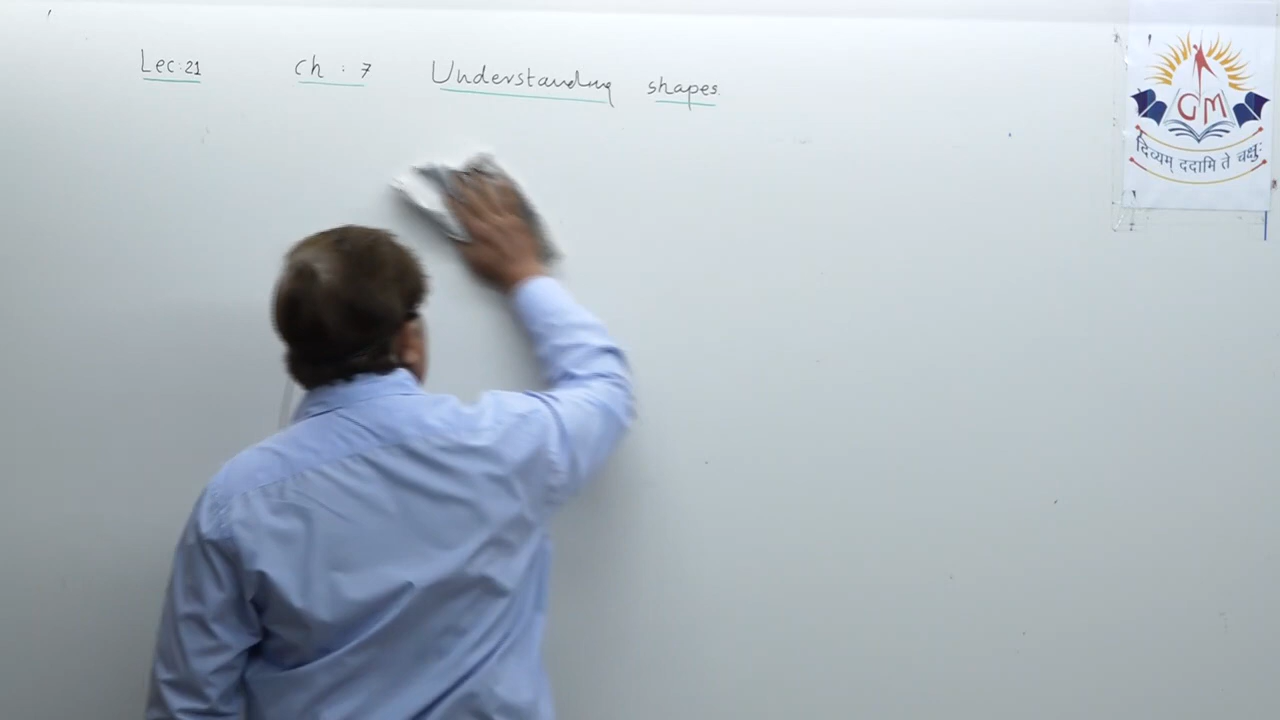 Lec:21 ch : 7 Understanding shapes
GM
दिव्यम् ददामि ते चक्षुः